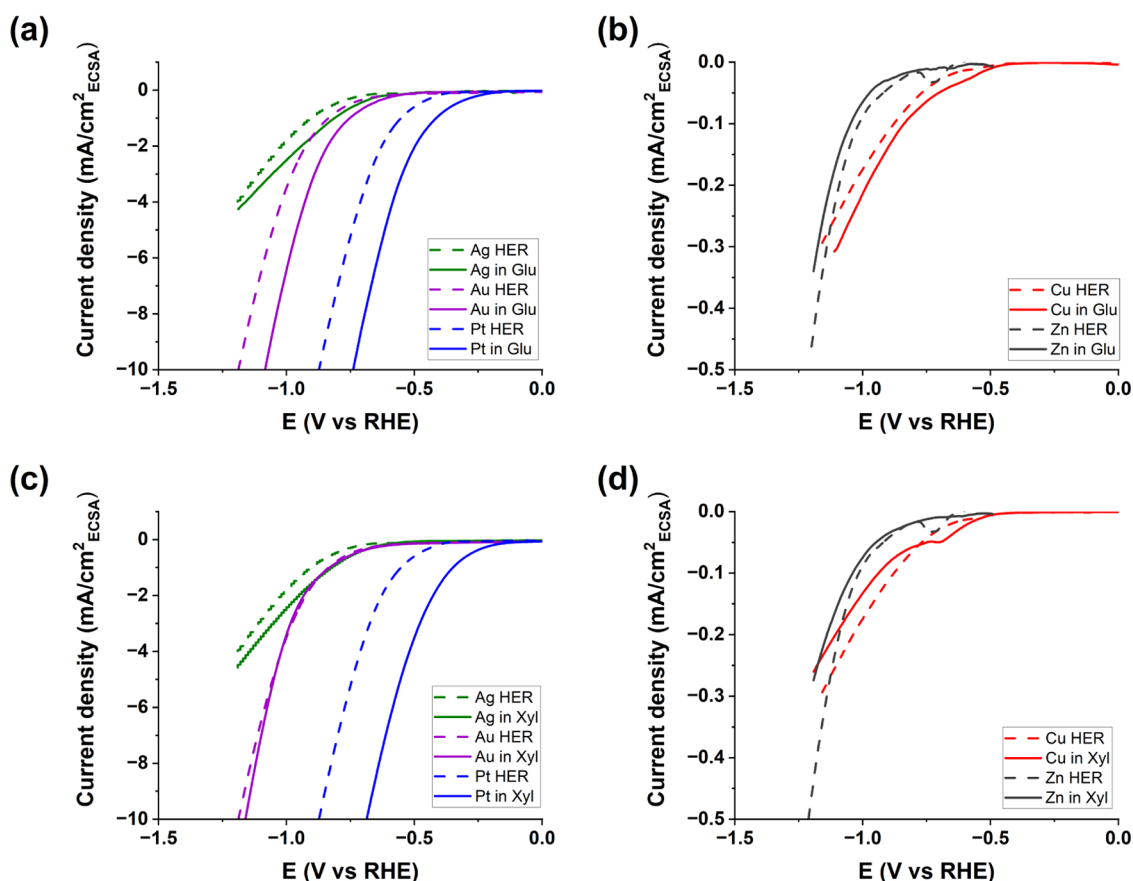 (a)
Current density (mA/cm²ECSA)
0
−2
−4
−6
−8
−10
−1.5
−1.0
−0.5
0.0
E (V vs RHE)
Ag HER
Ag in Glu
Au HER
Au in Glu
Pt HER
Pt in Glu
(b)
Current density (mA/cm²ECSA)
0.0
−0.1
−0.2
−0.3
−0.4
−0.5
−1.5
−1.0
−0.5
0.0
E (V vs RHE)
Cu HER
Cu in Glu
Zn HER
Zn in Glu
(c)
Current density (mA/cm²ECSA)
0
−2
−4
−6
−8
−10
−1.5
−1.0
−0.5
0.0
E (V vs RHE)
Ag HER
Ag in Xyl
Au HER
Au in Xyl
Pt HER
Pt in Xyl
(d)
Current density (mA/cm²ECSA)
0.0
−0.1
−0.2
−0.3
−0.4
−0.5
−1.5
−1.0
−0.5
0.0
E (V vs RHE)
Cu HER
Cu in Xyl
Zn HER
Zn in Xyl